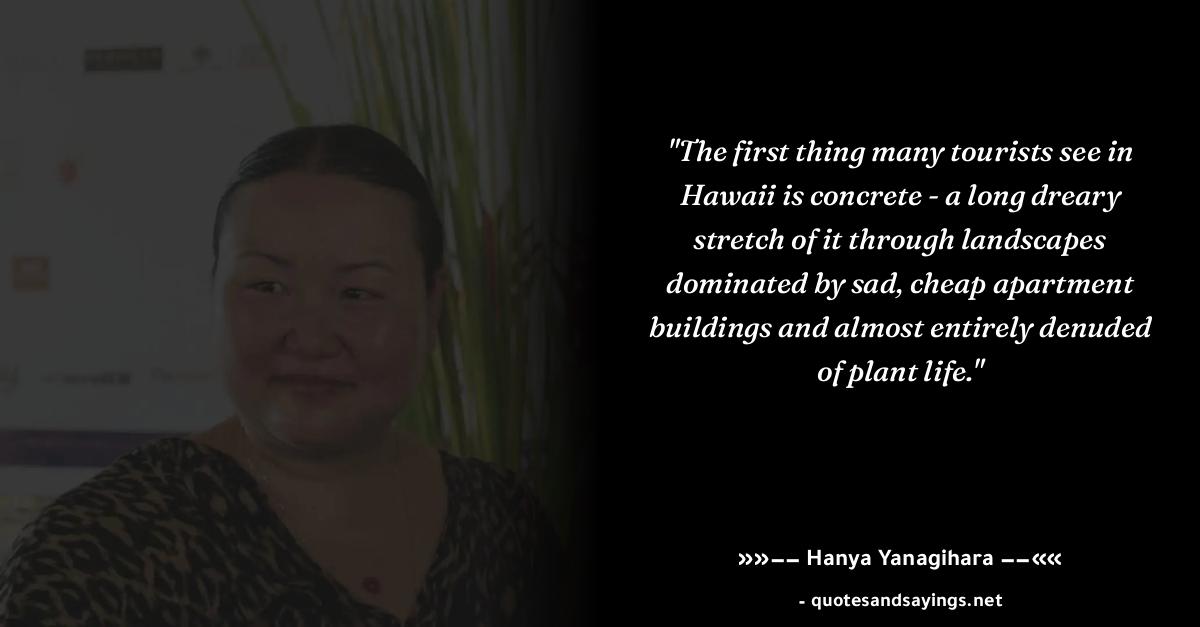 "The first thing many tourists see in
Hawaii is concrete - a long dreary
stretch of it through landscapes
dominated by sad, cheap apartment
buildings and almost entirely denuded
of plant life."
»»–– Hanya Yanagihara ––««
- quotesandsayings.net